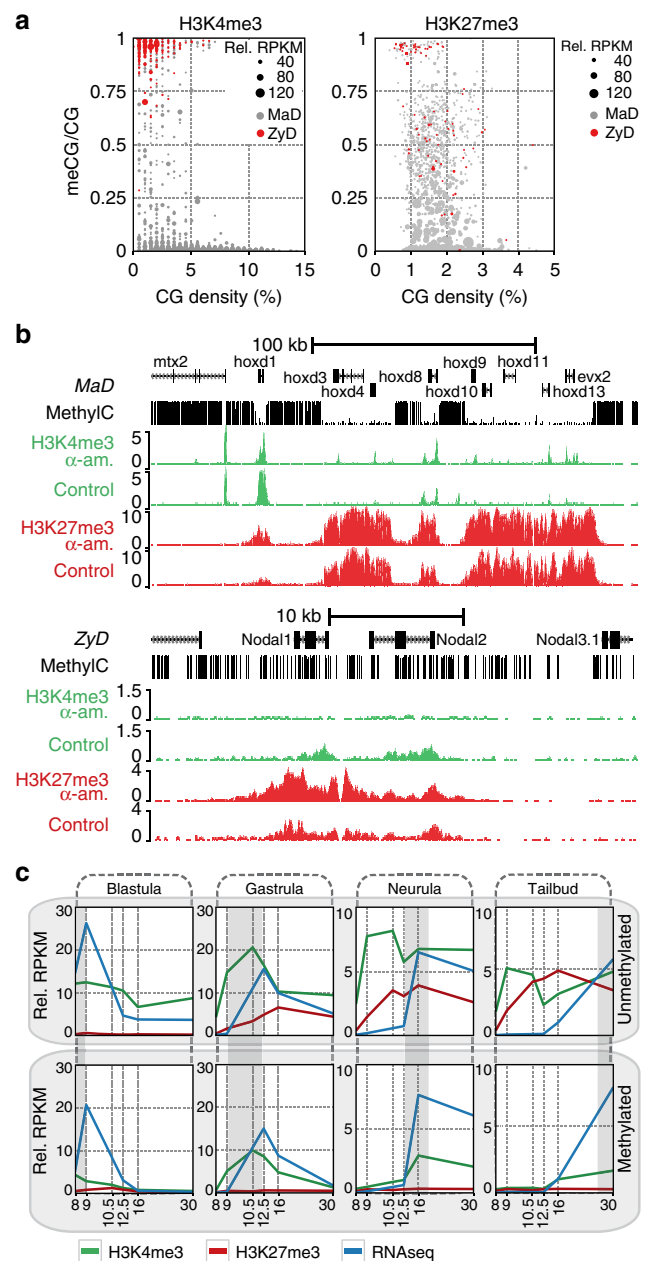 a
H3K4me3
H3K27me3
Rel. RPKM
40
80
120
MaD
ZyD
Rel. RPKM
40
80
120
MaD
ZyD
meCG/CG
1
0.75
0.5
0.25
0
1
0.75
0.5
0.25
0
0 5 10 15
0 1 2 3 4 5
CG density (%)
CG density (%)
b
100 kb
mtx2 hoxd1 hoxd3 hoxd4 hoxd8 hoxd9 hoxd10 hoxd11 hoxd13 evx2
MaD
MethylC
H3K4me3
α-am.
5
0
Control
5
0
H3K27me3
α-am.
10
0
Control
10
0
10 kb
ZyD
Nodal1 Nodal2 Nodal3.1
MethylC
H3K4me3
α-am.
1.5
0
Control
1.5
0
H3K27me3
α-am.
4
0
Control
4
0
c
Blastula Gastrula Neurula Tailbud
Rel. RPKM
30
20
10
0
30
20
10
0
10
5
0
10
5
0
Unmethylated
Rel. RPKM
30
20
10
0
30
20
10
0
10
5
0
10
5
0
Methylated
8 9 10.5 12.5 16 30
8 9 10.5 12.5 16 30
8 9 10.5 12.5 16 30
8 9 10.5 12.5 16 30
H3K4me3 H3K27me3 RNAseq